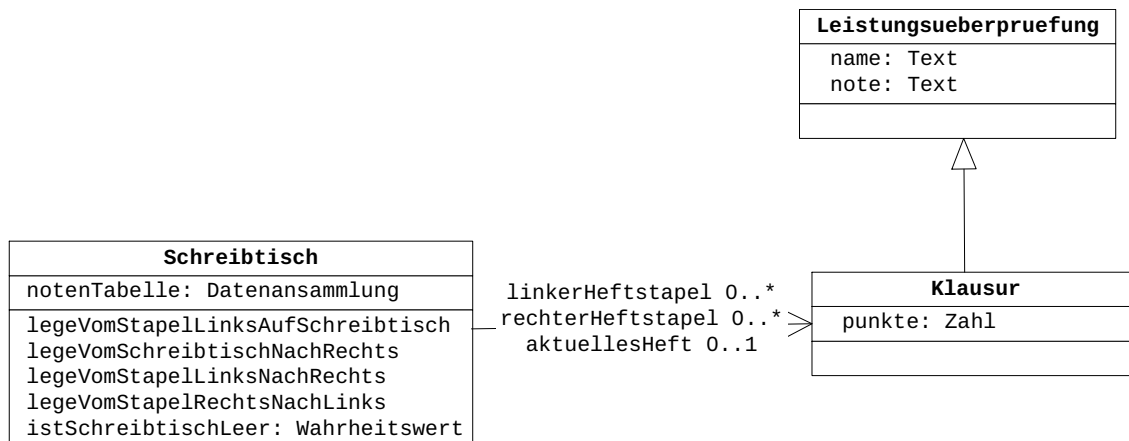 Leistungsueberpruefung
name: Text
note: Text
Schreibtisch
notenTabelle: Datenansammlung
legeVomStapelLinksAufSchreibtisch
legeVomSchreibtischNachRechts
legeVomStapelLinksNachRechts
legeVomStapelRechtsNachLinks
istSchreibtischLeer: Wahrheitswert
linkerHeftstapel 0..*
rechterHeftstapel 0..*
aktuellesHeft 0..1
Klausur
punkte: Zahl